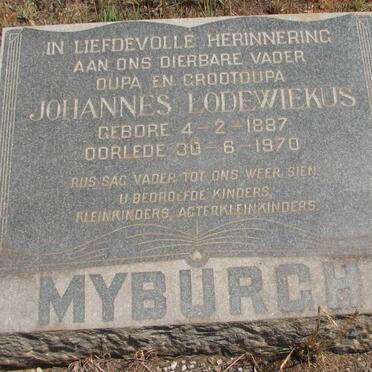 IN LIEFDEVOLLE HERINNERING
AAN ONS DIERBARE VADER
OUPA EN GROOTOUPA
JOHANNES LODEWIEKUS
GEBORE 4-2-1887
OORLEDE 30-6-1970
RUS SAG VADER TOT ONS WEER SIEN.
U BEDROEFDE KINDERS,
KLEINKINDERS, AGTERKLEINKINDERS.
MYBURGH